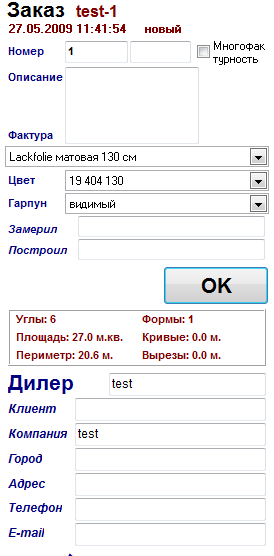 Заказ test-1
27.05.2009 11:41:54 новый
Номер 1 Многофак
турность
Описание
Фактура
Lackfolie матовая 130 см
Цвет 19 404 130
Гарпун видимый
Замерил
Построил
OK
Углы: 6 Формы: 1
Площадь: 27.0 м.кв. Кривые: 0.0 м.
Периметр: 20.6 м. Вырезы: 0.0 м.
Дилер test
Клиент
Компания test
Город
Адрес
Телефон
E-mail